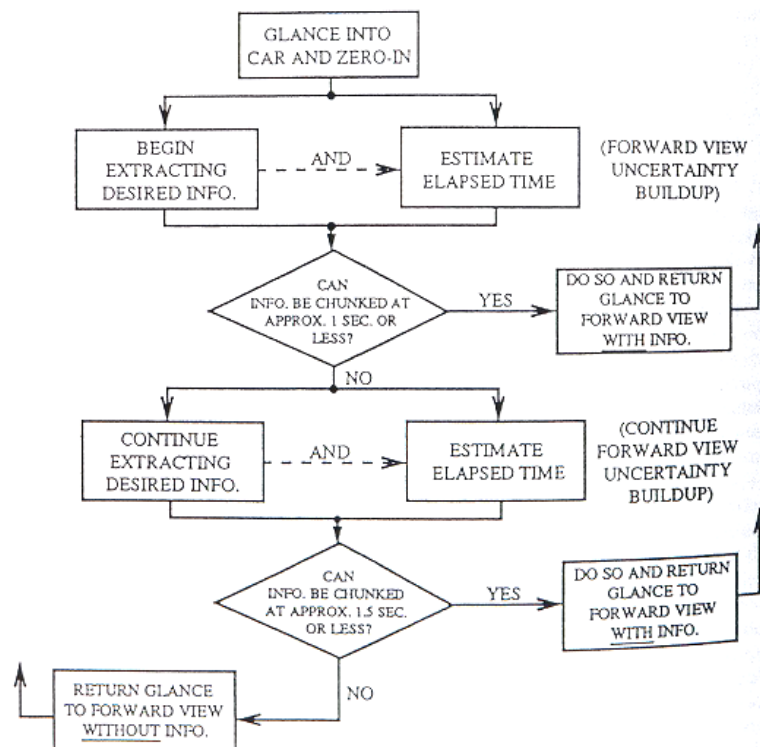 GLANCE INTO
CAR AND ZERO-IN
BEGIN
EXTRACTING
DESIRED INFO.
AND
ESTIMATE
ELAPSED TIME
(FORWARD VIEW
UNCERTAINTY
BUILDUP)
CAN
INFO. BE CHUNKED AT
APPROX. 1 SEC. OR
LESS?
YES
DO SO AND RETURN
GLANCE TO
FORWARD VIEW
WITH INFO.
NO
CONTINUE
EXTRACTING
DESIRED INFO.
AND
ESTIMATE
ELAPSED TIME
(CONTINUE
FORWARD VIEW
UNCERTAINTY
BUILDUP)
CAN
INFO. BE CHUNKED
AT APPROX. 1.5 SEC.
OR LESS?
YES
DO SO AND RETURN
GLANCE TO
FORWARD VIEW
WITH INFO.
NO
RETURN GLANCE
TO FORWARD VIEW
WITHOUT INFO.